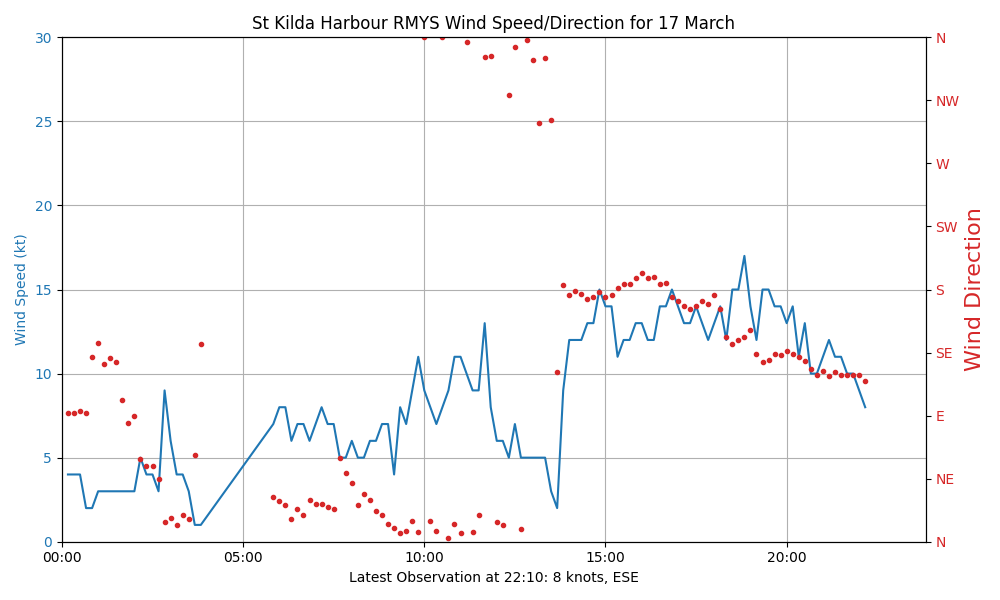 St Kilda Harbour RMYS Wind Speed/Direction for 17 March
30
25
20
15
10
5
0
Wind Speed (kt)
N
NW
W
SW
S
SE
E
NE
N
Wind Direction
00:00
05:00
10:00
15:00
20:00
Latest Observation at 22:10: 8 knots, ESE